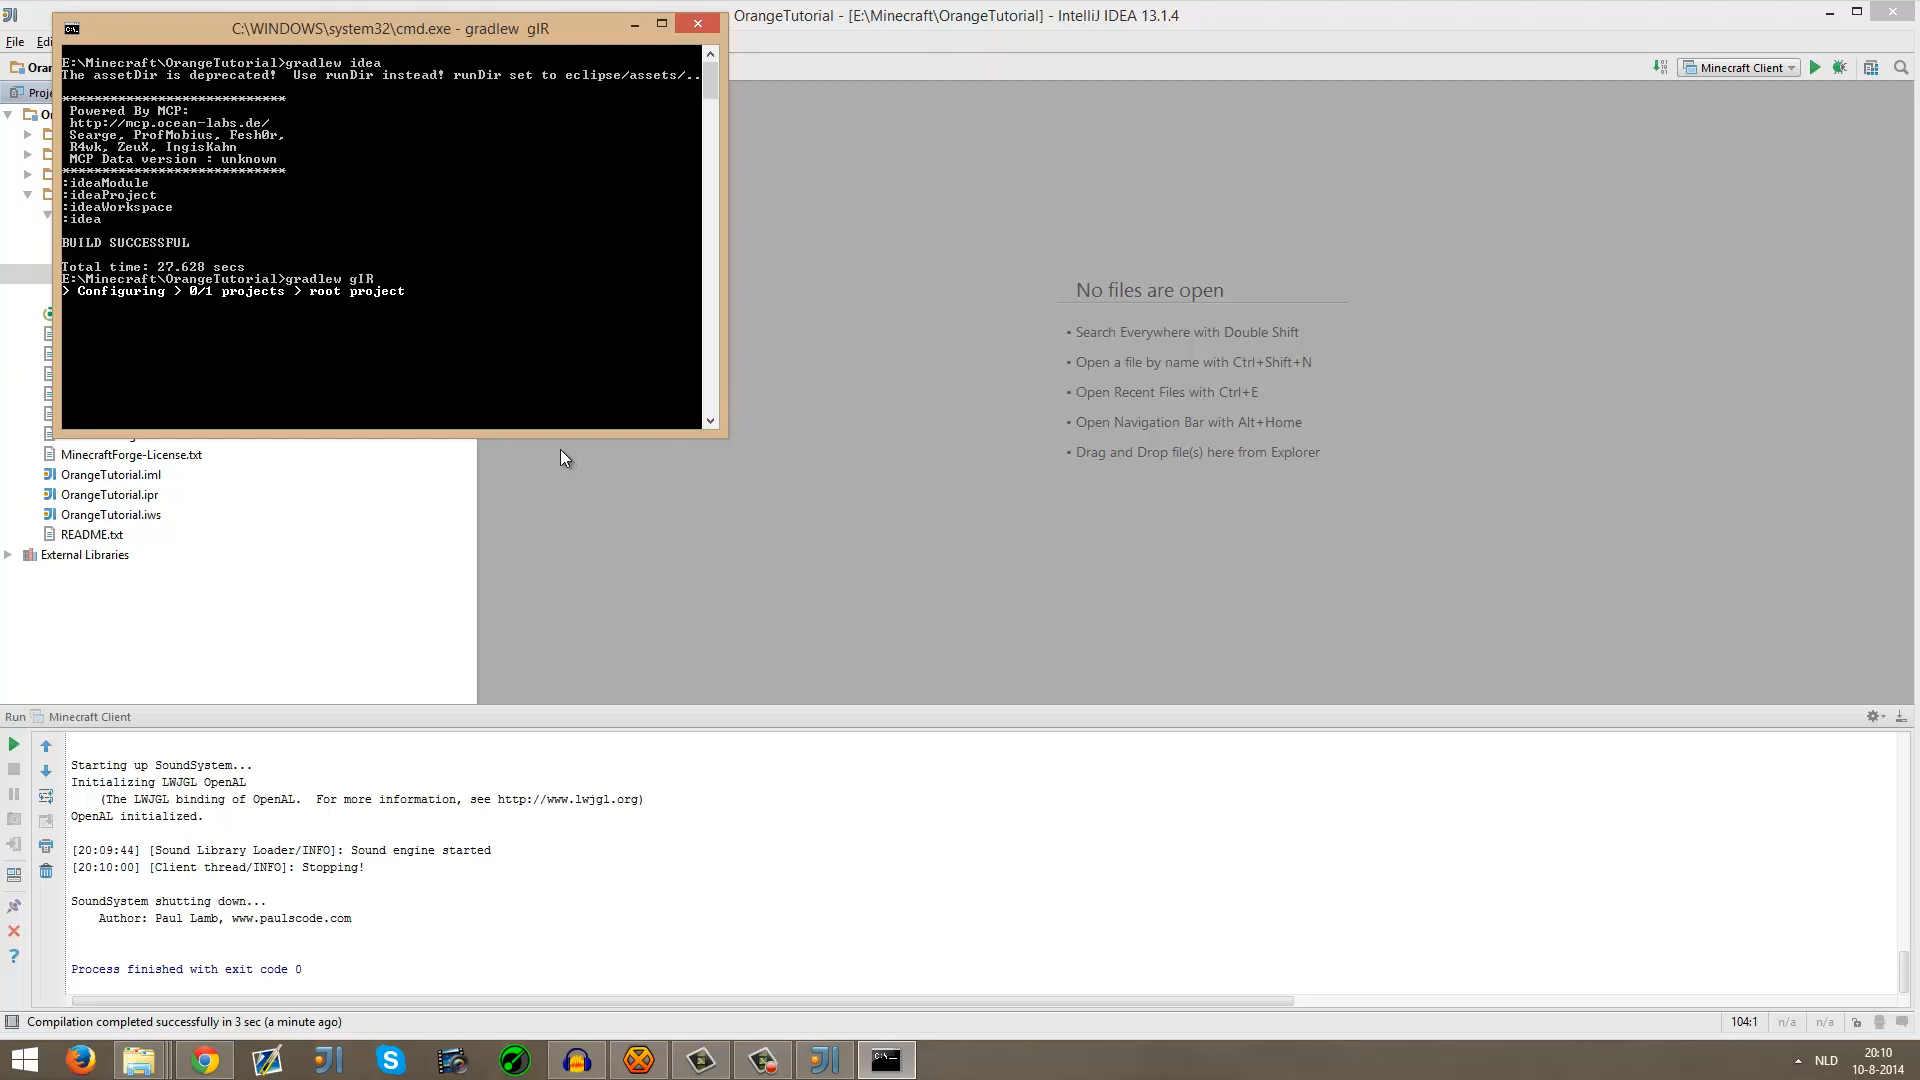 C:\WINDOWS\system32\cmd.exe - gradlew gIR
OrangeTutorial - [E:\Minecraft\OrangeTutorial] - IntelliJ IDEA 13.1.4
File
Edi
Minecraft Client
E:\Minecraft\OrangeTutorial>gradlew idea
The assetDir is deprecated!  Use runDir instead! runDir set to eclipse/assets/..
****************************
Powered By MCP:
http://mcp.ocean-labs.de/
Searge, ProfMobius, Fesh0r,
R4wk, ZeuX, IngisKahn
MCP Data version : unknown
****************************
:ideaModule
:ideaProject
:ideaWorkspace
:idea
BUILD SUCCESSFUL
Total time: 27.628 secs
E:\Minecraft\OrangeTutorial>gradlew gIR
> Configuring > 0/1 projects > root project
Oran
Proje
Or
MinecraftForge-License.txt
OrangeTutorial.iml
OrangeTutorial.ipr
OrangeTutorial.iws
README.txt
External Libraries
No files are open
• Search Everywhere with Double Shift
• Open a file by name with Ctrl+Shift+N
• Open Recent Files with Ctrl+E
• Open Navigation Bar with Alt+Home
• Drag and Drop file(s) here from Explorer
Run Minecraft Client
Starting up SoundSystem...
Initializing LWJGL OpenAL
(The LWJGL binding of OpenAL.  For more information, see http://www.lwjgl.org)
OpenAL initialized.
[20:09:44] [Sound Library Loader/INFO]: Sound engine started
[20:10:00] [Client thread/INFO]: Stopping!
SoundSystem shutting down...
Author: Paul Lamb, www.paulscode.com
Process finished with exit code 0
Compilation completed successfully in 3 sec (a minute ago)
104:1 n/a n/a
NLD
20:10
10-8-2014